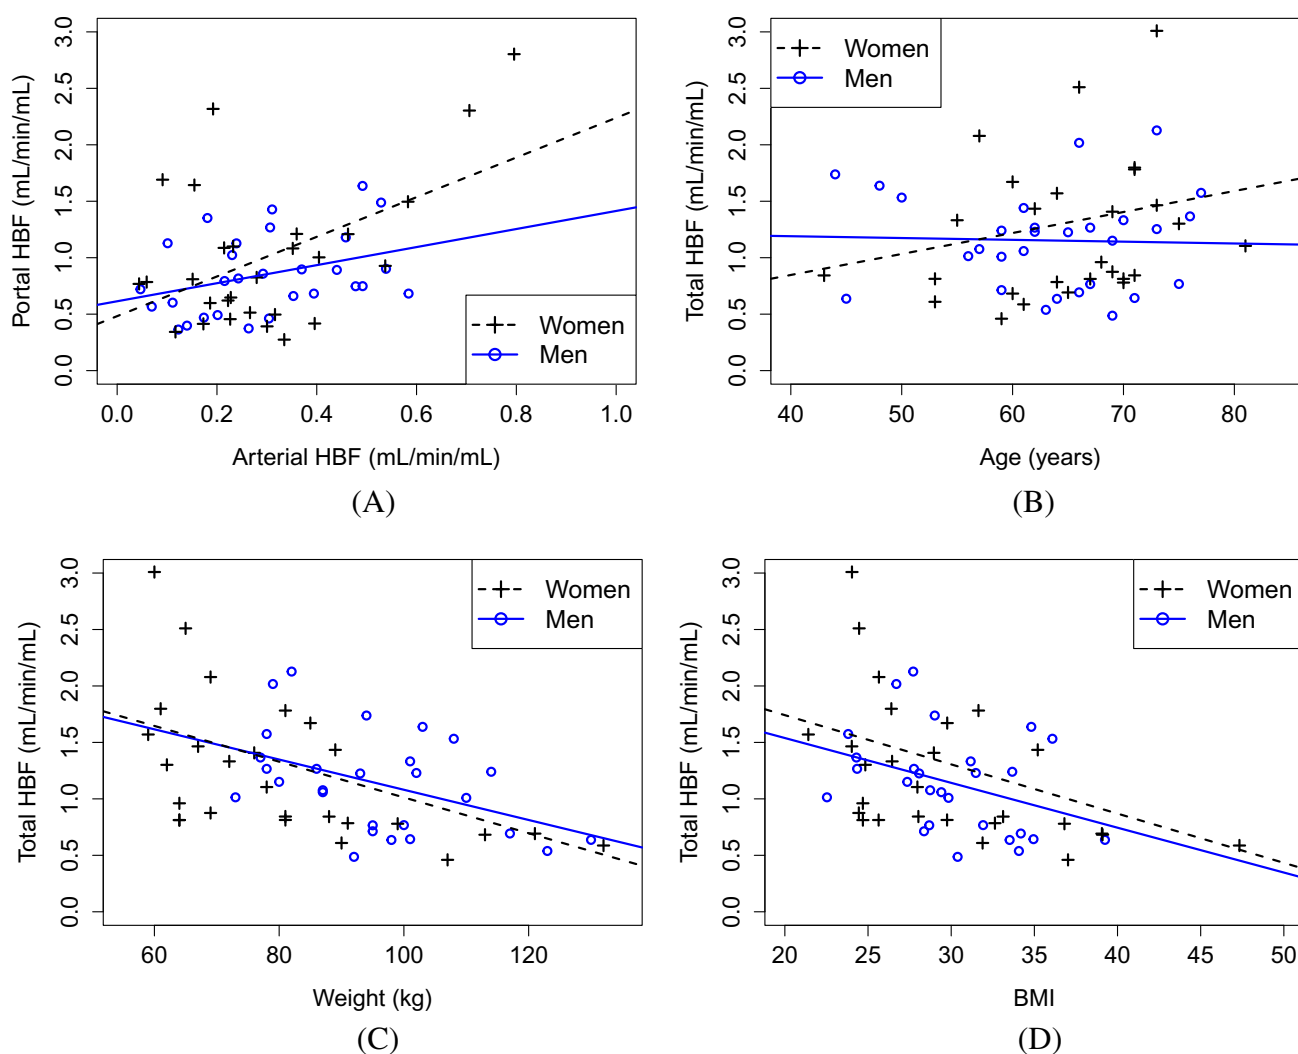 Portal HBF (mL/min/mL)
0.0 0.5 1.0 1.5 2.0 2.5 3.0
Women
Men
0.0 0.2 0.4 0.6 0.8 1.0
Arterial HBF (mL/min/mL)
(A)
Total HBF (mL/min/mL)
0.0 0.5 1.0 1.5 2.0 2.5 3.0
Women
Men
40 50 60 70 80
Age (years)
(B)
Total HBF (mL/min/mL)
0.0 0.5 1.0 1.5 2.0 2.5 3.0
Women
Men
60 80 100 120
Weight (kg)
(C)
Total HBF (mL/min/mL)
0.0 0.5 1.0 1.5 2.0 2.5 3.0
Women
Men
20 25 30 35 40 45 50
BMI
(D)